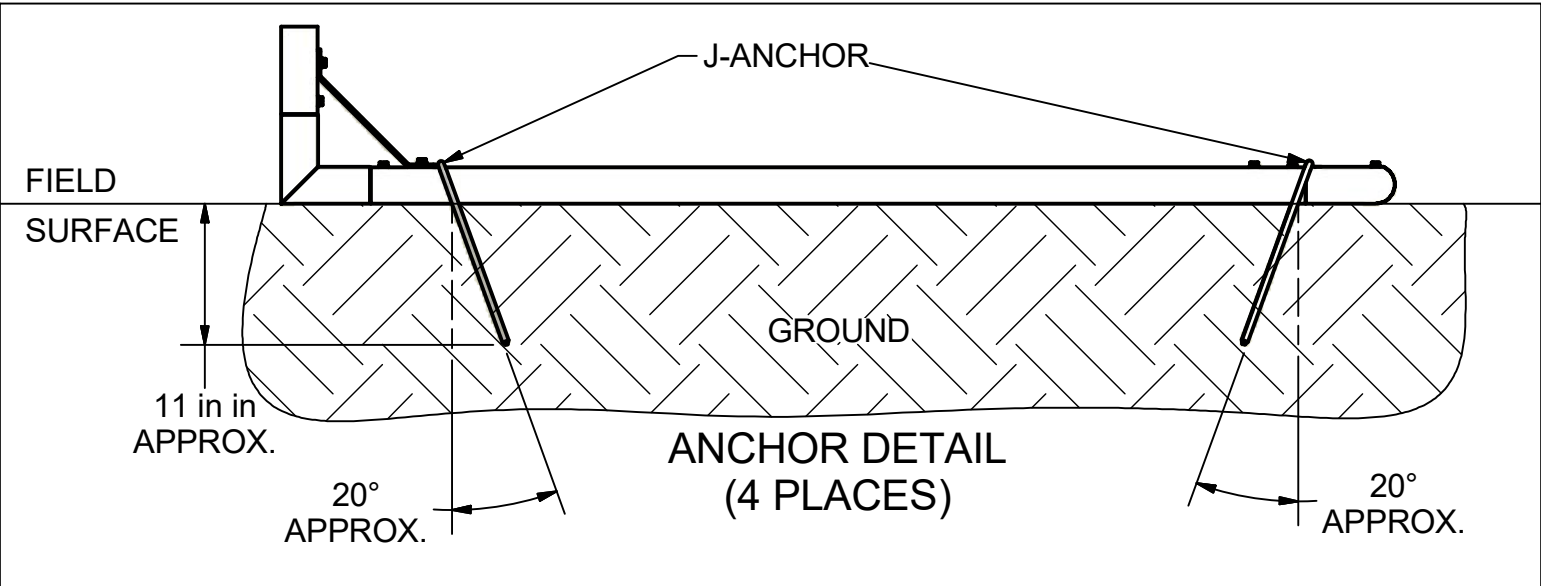 J-ANCHOR
FIELD
SURFACE
GROUND
11 in in
APPROX.
ANCHOR DETAIL
(4 PLACES)
20°
APPROX.
20°
APPROX.